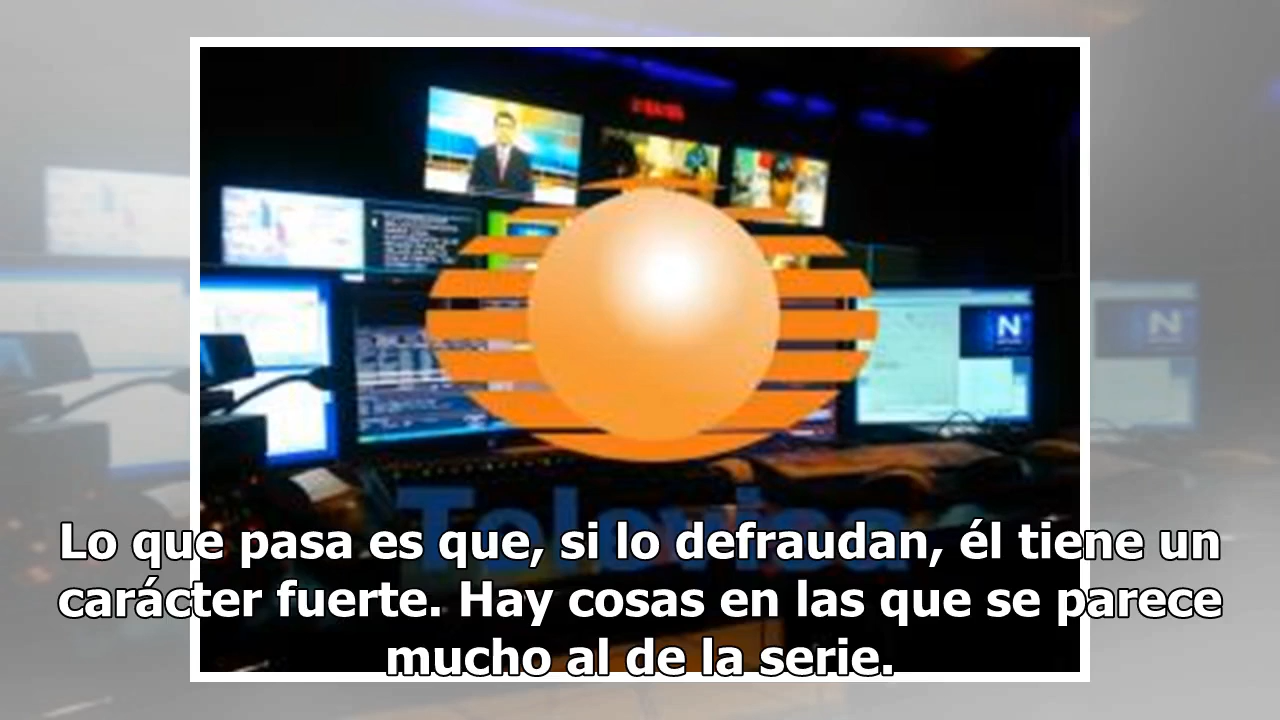 N
Televisa
Lo que pasa es que, si lo defraudan, él tiene un
carácter fuerte. Hay cosas en las que se parece
mucho al de la serie.